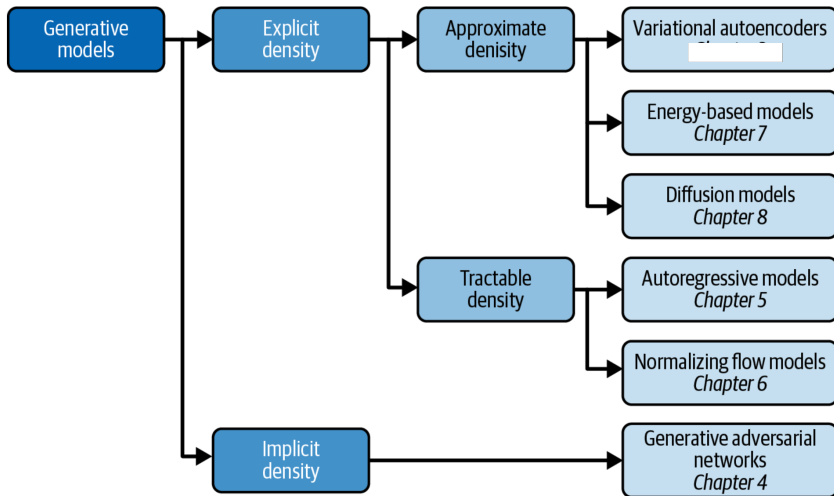 Generative
models
Explicit
density
Approximate
denisity
Variational autoencoders
Energy-based models
Chapter 7
Diffusion models
Chapter 8
Tractable
density
Autoregressive models
Chapter 5
Normalizing flow models
Chapter 6
Implicit
density
Generative adversarial
networks
Chapter 4